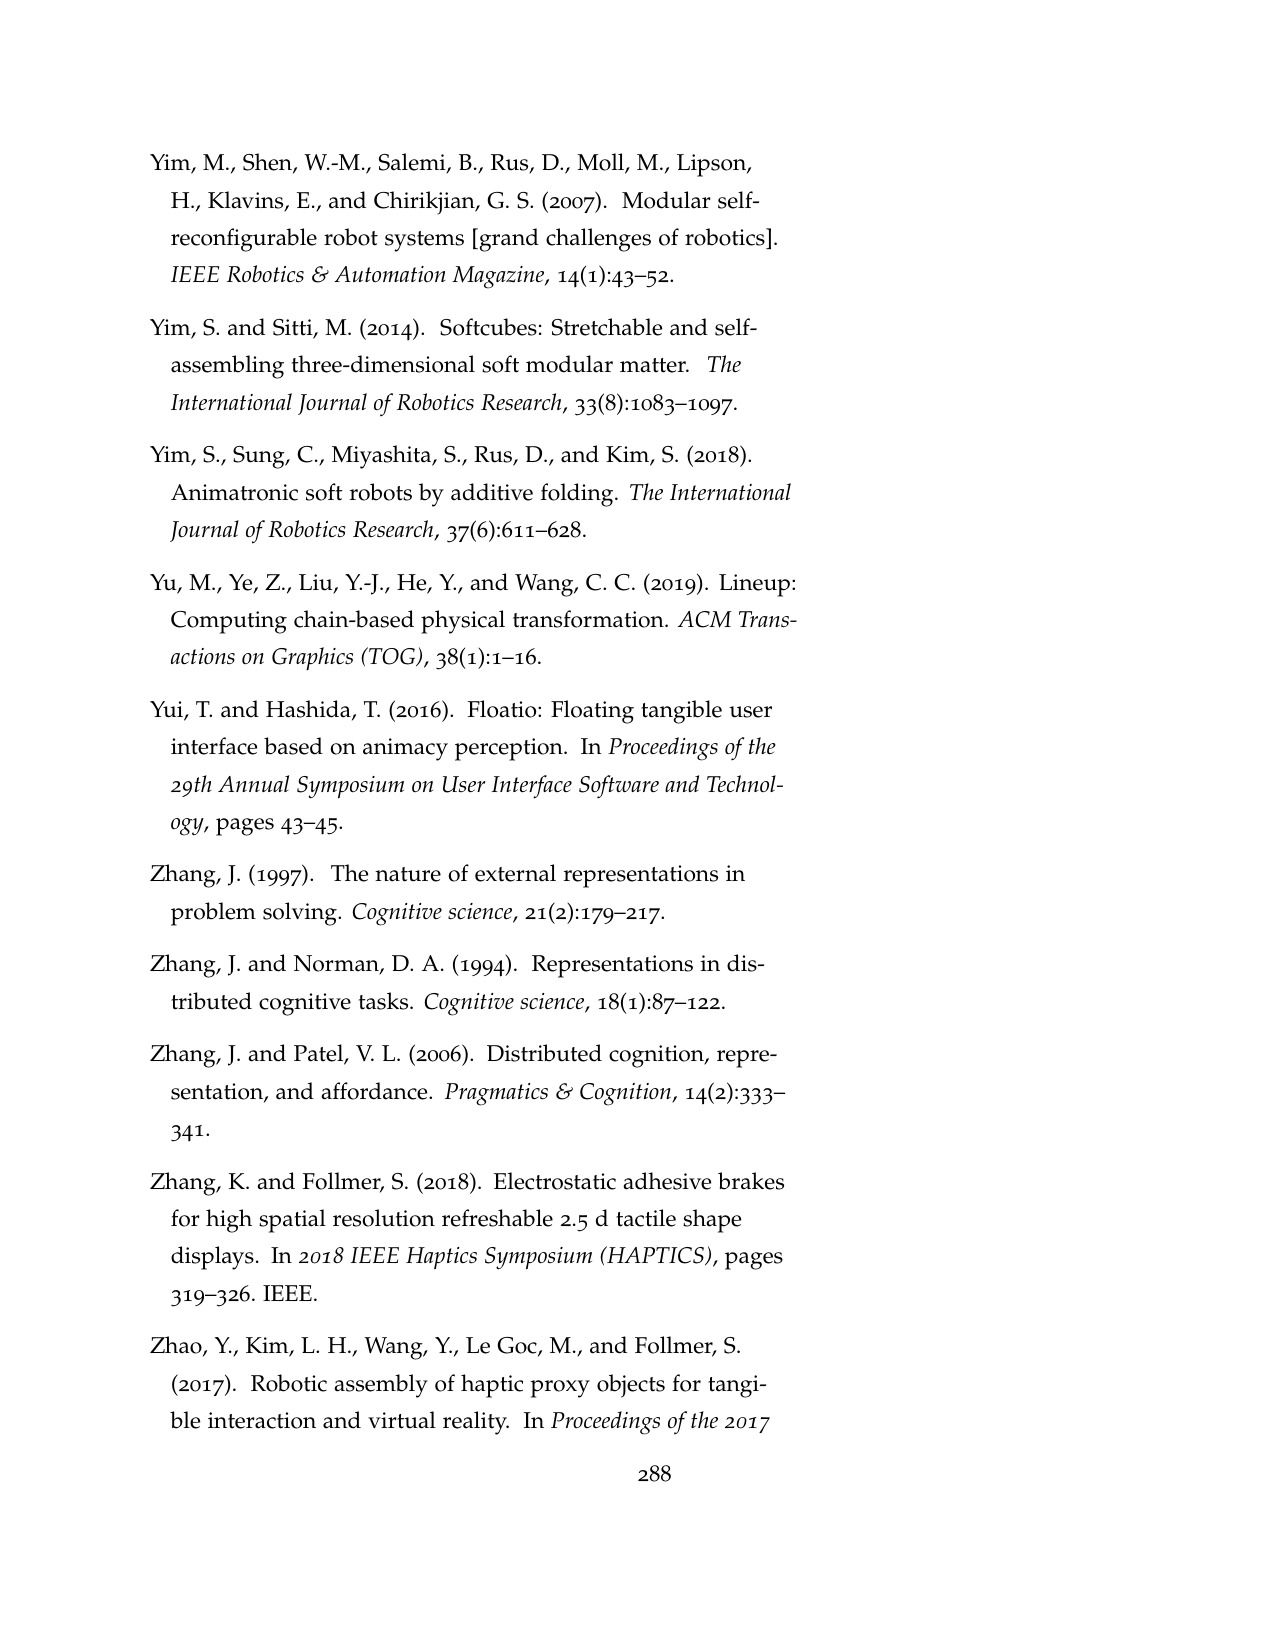 Yim, M., Shen, W.-M., Salemi, B., Rus, D., Moll, M., Lipson,
H., Klavins, E., and Chirikjian, G. S. (2007). Modular self-
reconfigurable robot systems [grand challenges of robotics].
IEEE Robotics & Automation Magazine, 14(1):43–52.
Yim, S. and Sitti, M. (2014). Softcubes: Stretchable and self-
assembling three-dimensional soft modular matter. The
International Journal of Robotics Research, 33(8):1083–1097.
Yim, S., Sung, C., Miyashita, S., Rus, D., and Kim, S. (2018).
Animatronic soft robots by additive folding. The International
Journal of Robotics Research, 37(6):611–628.
Yu, M., Ye, Z., Liu, Y.-J., He, Y., and Wang, C. C. (2019). Lineup:
Computing chain-based physical transformation. ACM Trans-
actions on Graphics (TOG), 38(1):1–16.
Yui, T. and Hashida, T. (2016). Floatio: Floating tangible user
interface based on animacy perception. In Proceedings of the
29th Annual Symposium on User Interface Software and Technol-
ogy, pages 43–45.
Zhang, J. (1997). The nature of external representations in
problem solving. Cognitive science, 21(2):179–217.
Zhang, J. and Norman, D. A. (1994). Representations in dis-
tributed cognitive tasks. Cognitive science, 18(1):87–122.
Zhang, J. and Patel, V. L. (2006). Distributed cognition, repre-
sentation, and affordance. Pragmatics & Cognition, 14(2):333–
341.
Zhang, K. and Follmer, S. (2018). Electrostatic adhesive brakes
for high spatial resolution refreshable 2.5 d tactile shape
displays. In 2018 IEEE Haptics Symposium (HAPTICS), pages
319–326. IEEE.
Zhao, Y., Kim, L. H., Wang, Y., Le Goc, M., and Follmer, S.
(2017). Robotic assembly of haptic proxy objects for tangi-
ble interaction and virtual reality. In Proceedings of the 2017
288